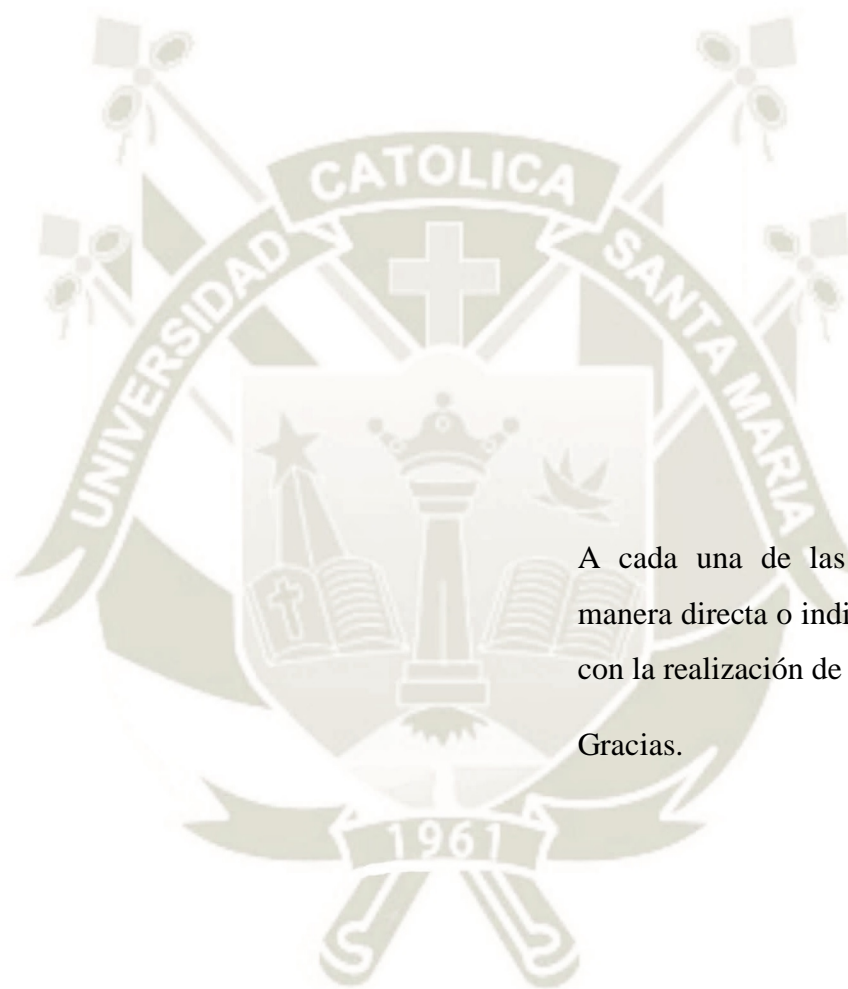 UNIVERSIDAD CATOLICA SANTA MARIA
A cada una de las
manera directa o indi
con la realización de
Gracias.
1961